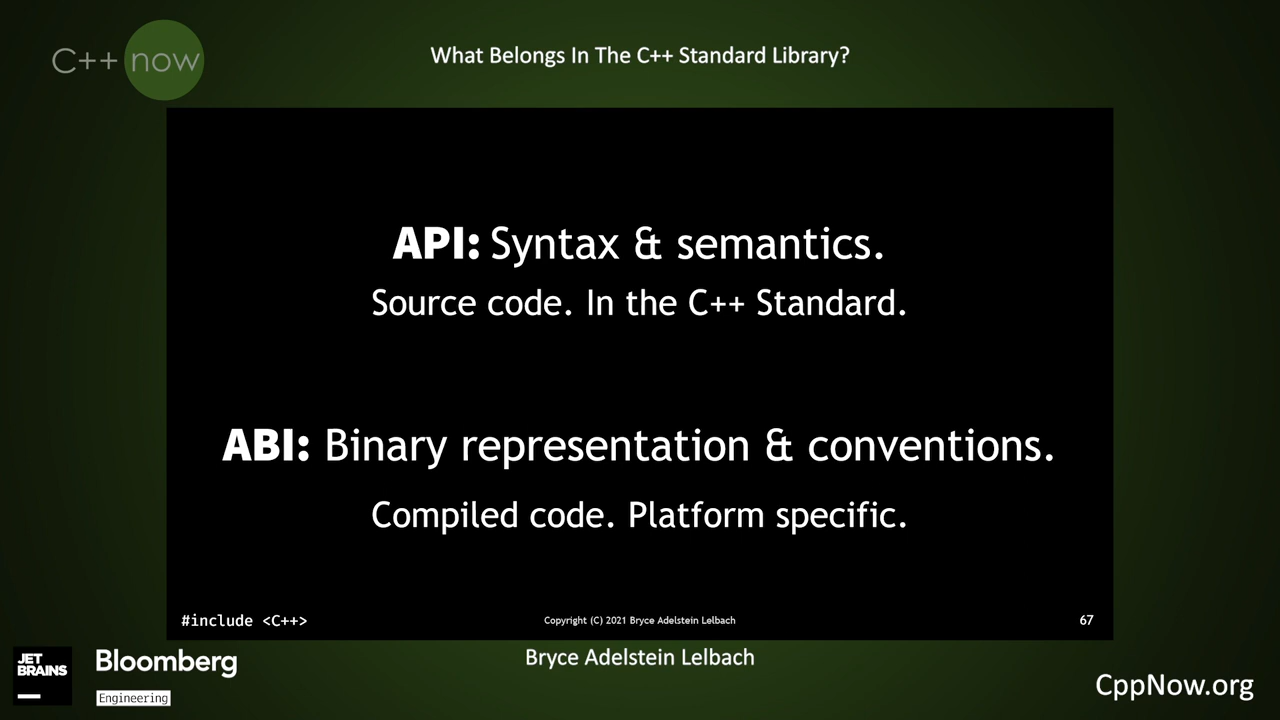 C++ now
What Belongs In The C++ Standard Library?
API: Syntax & semantics.
Source code. In the C++ Standard.
ABI: Binary representation & conventions.
Compiled code. Platform specific.
#include <C++>
Copyright (C) 2021 Bryce Adelstein Lelbach
67
JET
BRAINS
Bloomberg
Engineering
Bryce Adelstein Lelbach
CppNow.org